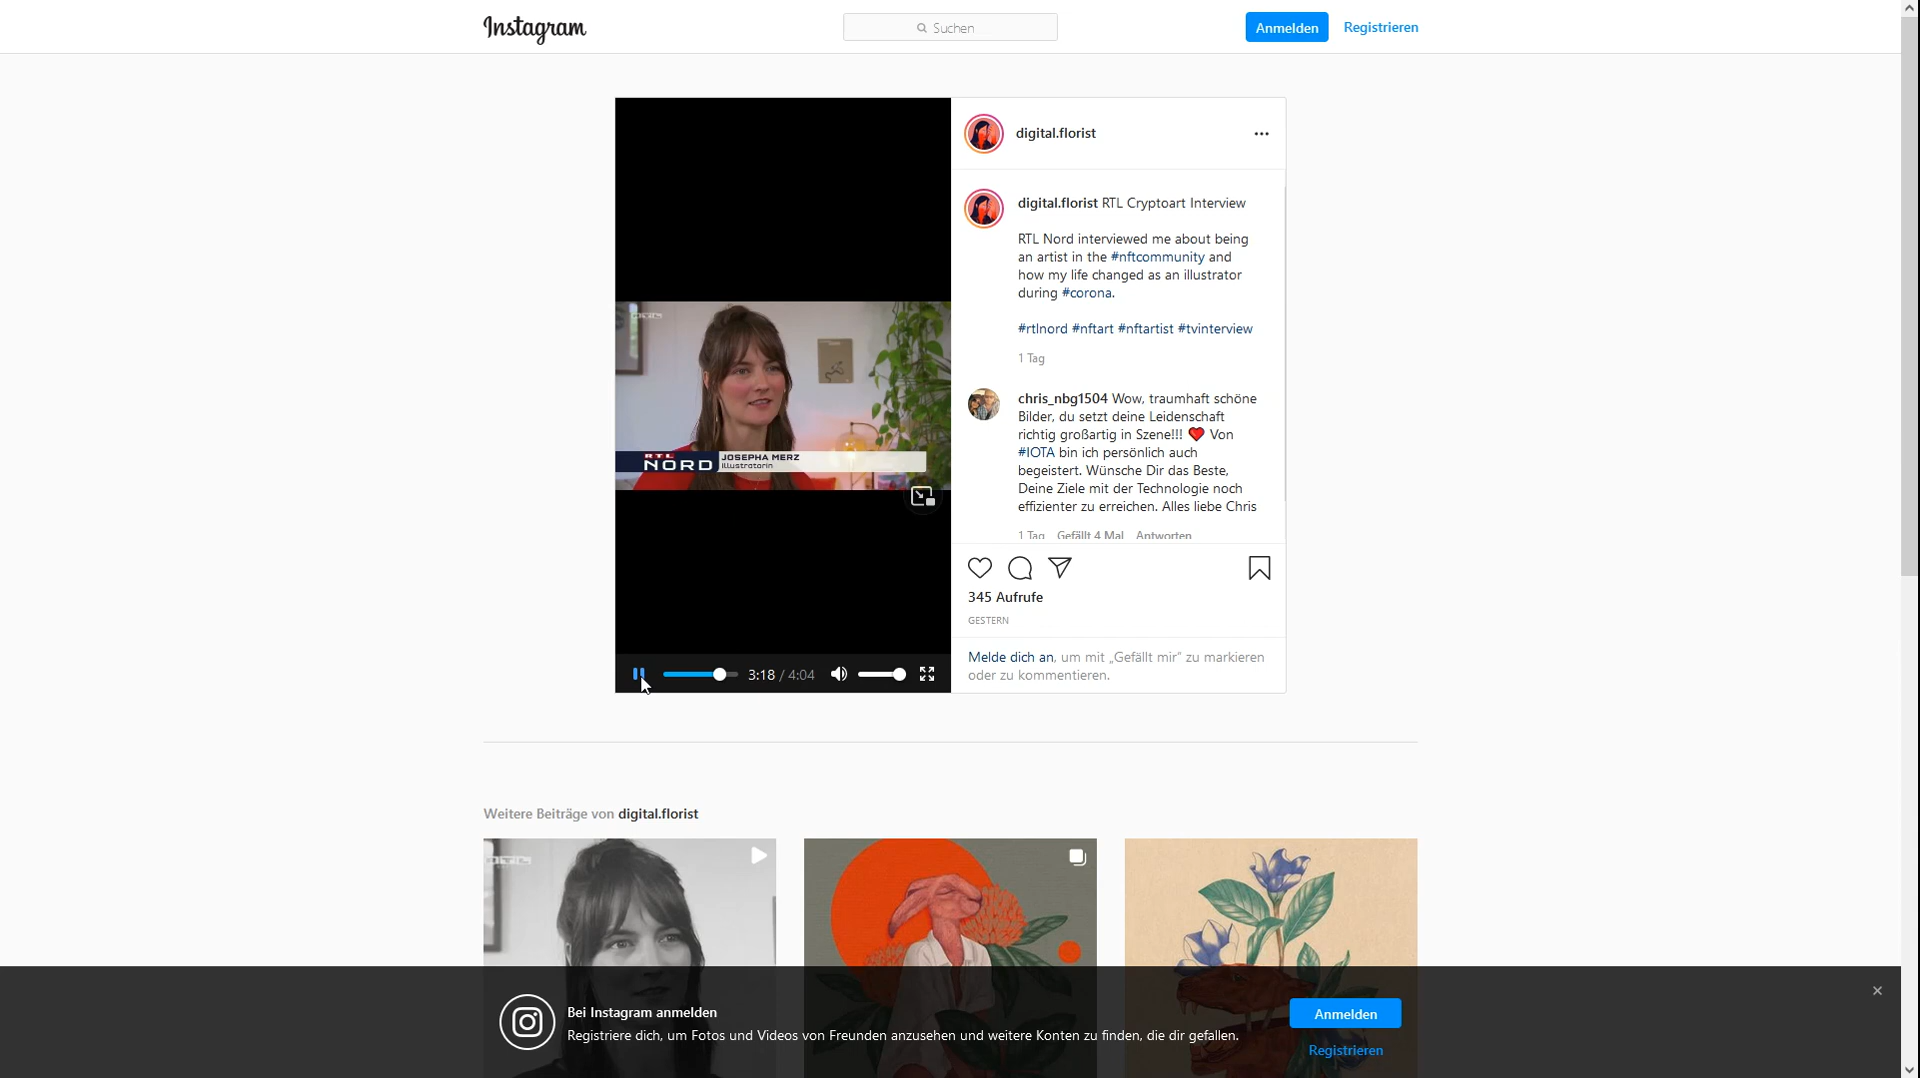 Instagram
Suchen
Anmelden
Registrieren
digital.florist
digital.florist RTL Cryptoart Interview
RTL Nord interviewed me about being
an artist in the #nftcommunity and
how my life changed as an illustrator
during #corona.
#rtlnord #nftart #nftartist #tvinterview
1 Tag
chris_nbg1504 Wow, traumhaft schöne
Bilder, du setzt deine Leidenschaft
richtig großartig in Szene!!! ❤️ Von
#IOTA bin ich persönlich auch
begeistert. Wünsche Dir das Beste,
Deine Ziele mit der Technologie noch
effizienter zu erreichen. Alles liebe Chris
1 Tag Gefällt 4 Mal Antworten
RTL
NORD
JOSEPHA MERZ
Illustratorin
3:18 / 4:04
345 Aufrufe
GESTERN
Melde dich an, um mit „Gefällt mir“ zu markieren
oder zu kommentieren.
Weitere Beiträge von digital.florist
Bei Instagram anmelden
Registriere dich, um Fotos und Videos von Freunden anzusehen und weitere Konten zu finden, die dir gefallen.
Anmelden
Registrieren